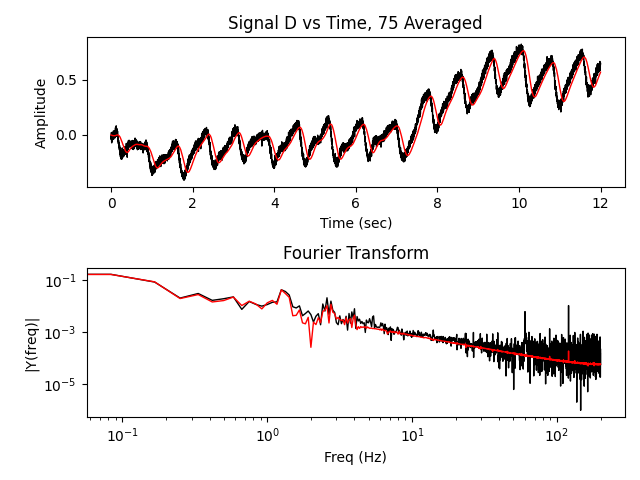 Signal D vs Time, 75 Averaged
Amplitude
0.5
0.0
0 2 4 6 8 10 12
Time (sec)
Fourier Transform
|Y(freq)|
10⁻¹
10⁻³
10⁻⁵
10⁻¹ 10⁰ 10¹ 10²
Freq (Hz)